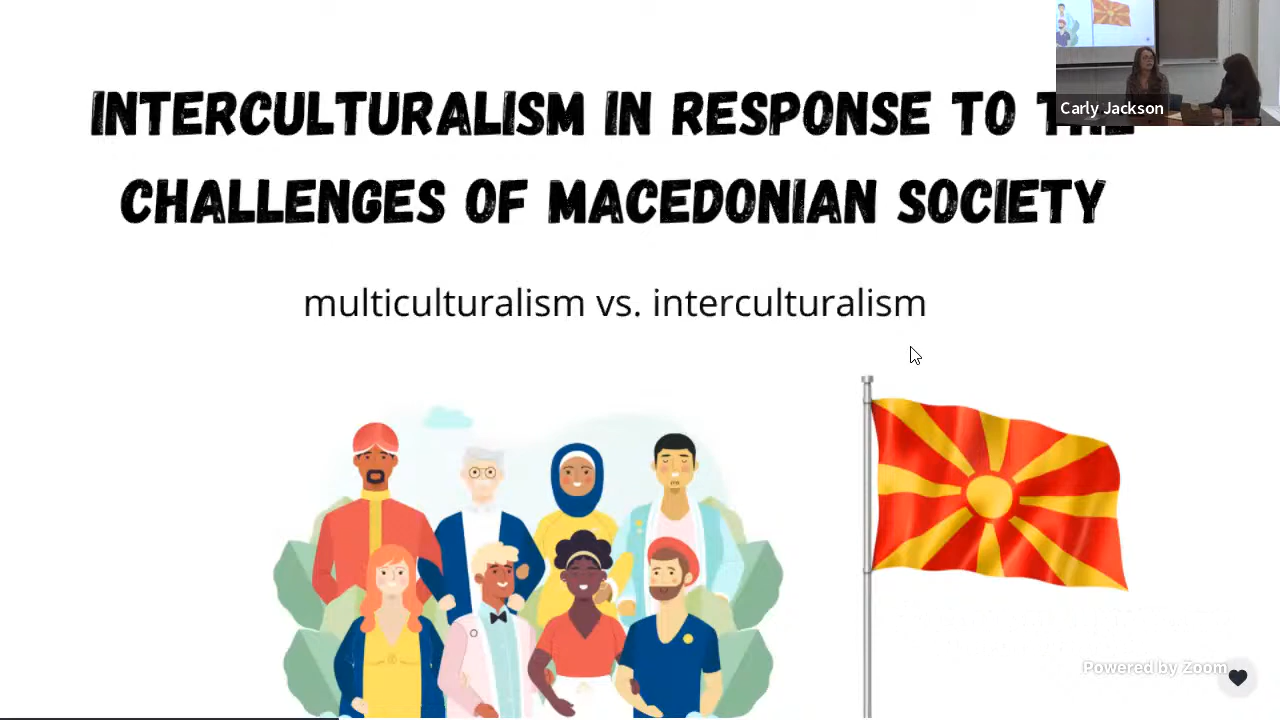 INTERCULTURALISM IN RESPONSE TO THE
CHALLENGES OF MACEDONIAN SOCIETY
multiculturalism vs. interculturalism
Carly Jackson
Powered by Zoom